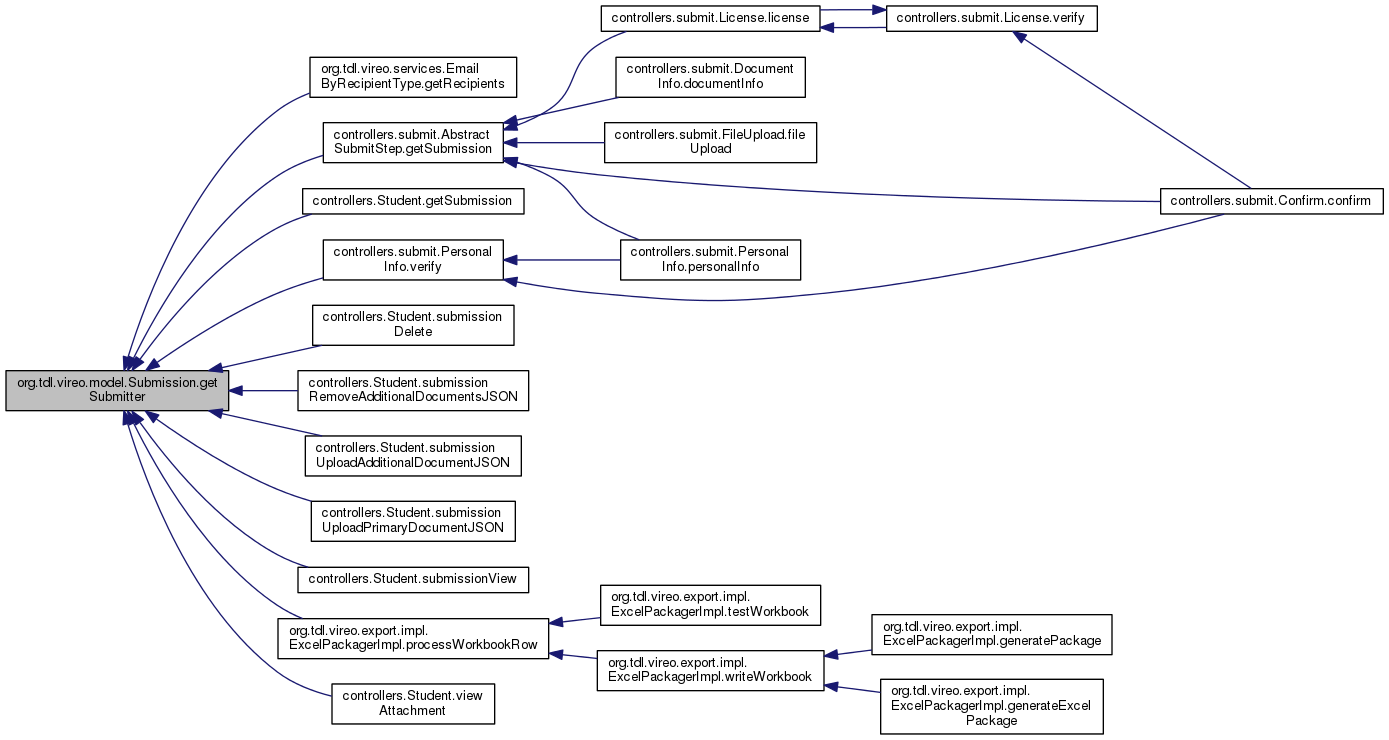 controllers.submit.License.license
controllers.submit.License.verify
org.tdl.vireo.services.Email
ByRecipientType.getRecipients
controllers.submit.Document
Info.documentInfo
controllers.submit.Abstract
SubmitStep.getSubmission
controllers.submit.FileUpload.file
Upload
controllers.Student.getSubmission
controllers.submit.Confirm.confirm
controllers.submit.Personal
Info.verify
controllers.submit.Personal
Info.personalInfo
controllers.Student.submission
Delete
org.tdl.vireo.model.Submission.get
Submitter
controllers.Student.submission
RemoveAdditionalDocumentsJSON
controllers.Student.submission
UploadAdditionalDocumentJSON
controllers.Student.submission
UploadPrimaryDocumentJSON
controllers.Student.submissionView
org.tdl.vireo.export.impl.
ExcelPackagerImpl.processWorkbookRow
org.tdl.vireo.export.impl.
ExcelPackagerImpl.testWorkbook
org.tdl.vireo.export.impl.
ExcelPackagerImpl.writeWorkbook
org.tdl.vireo.export.impl.
ExcelPackagerImpl.generatePackage
org.tdl.vireo.export.impl.
ExcelPackagerImpl.generateExcel
Package
controllers.Student.view
Attachment